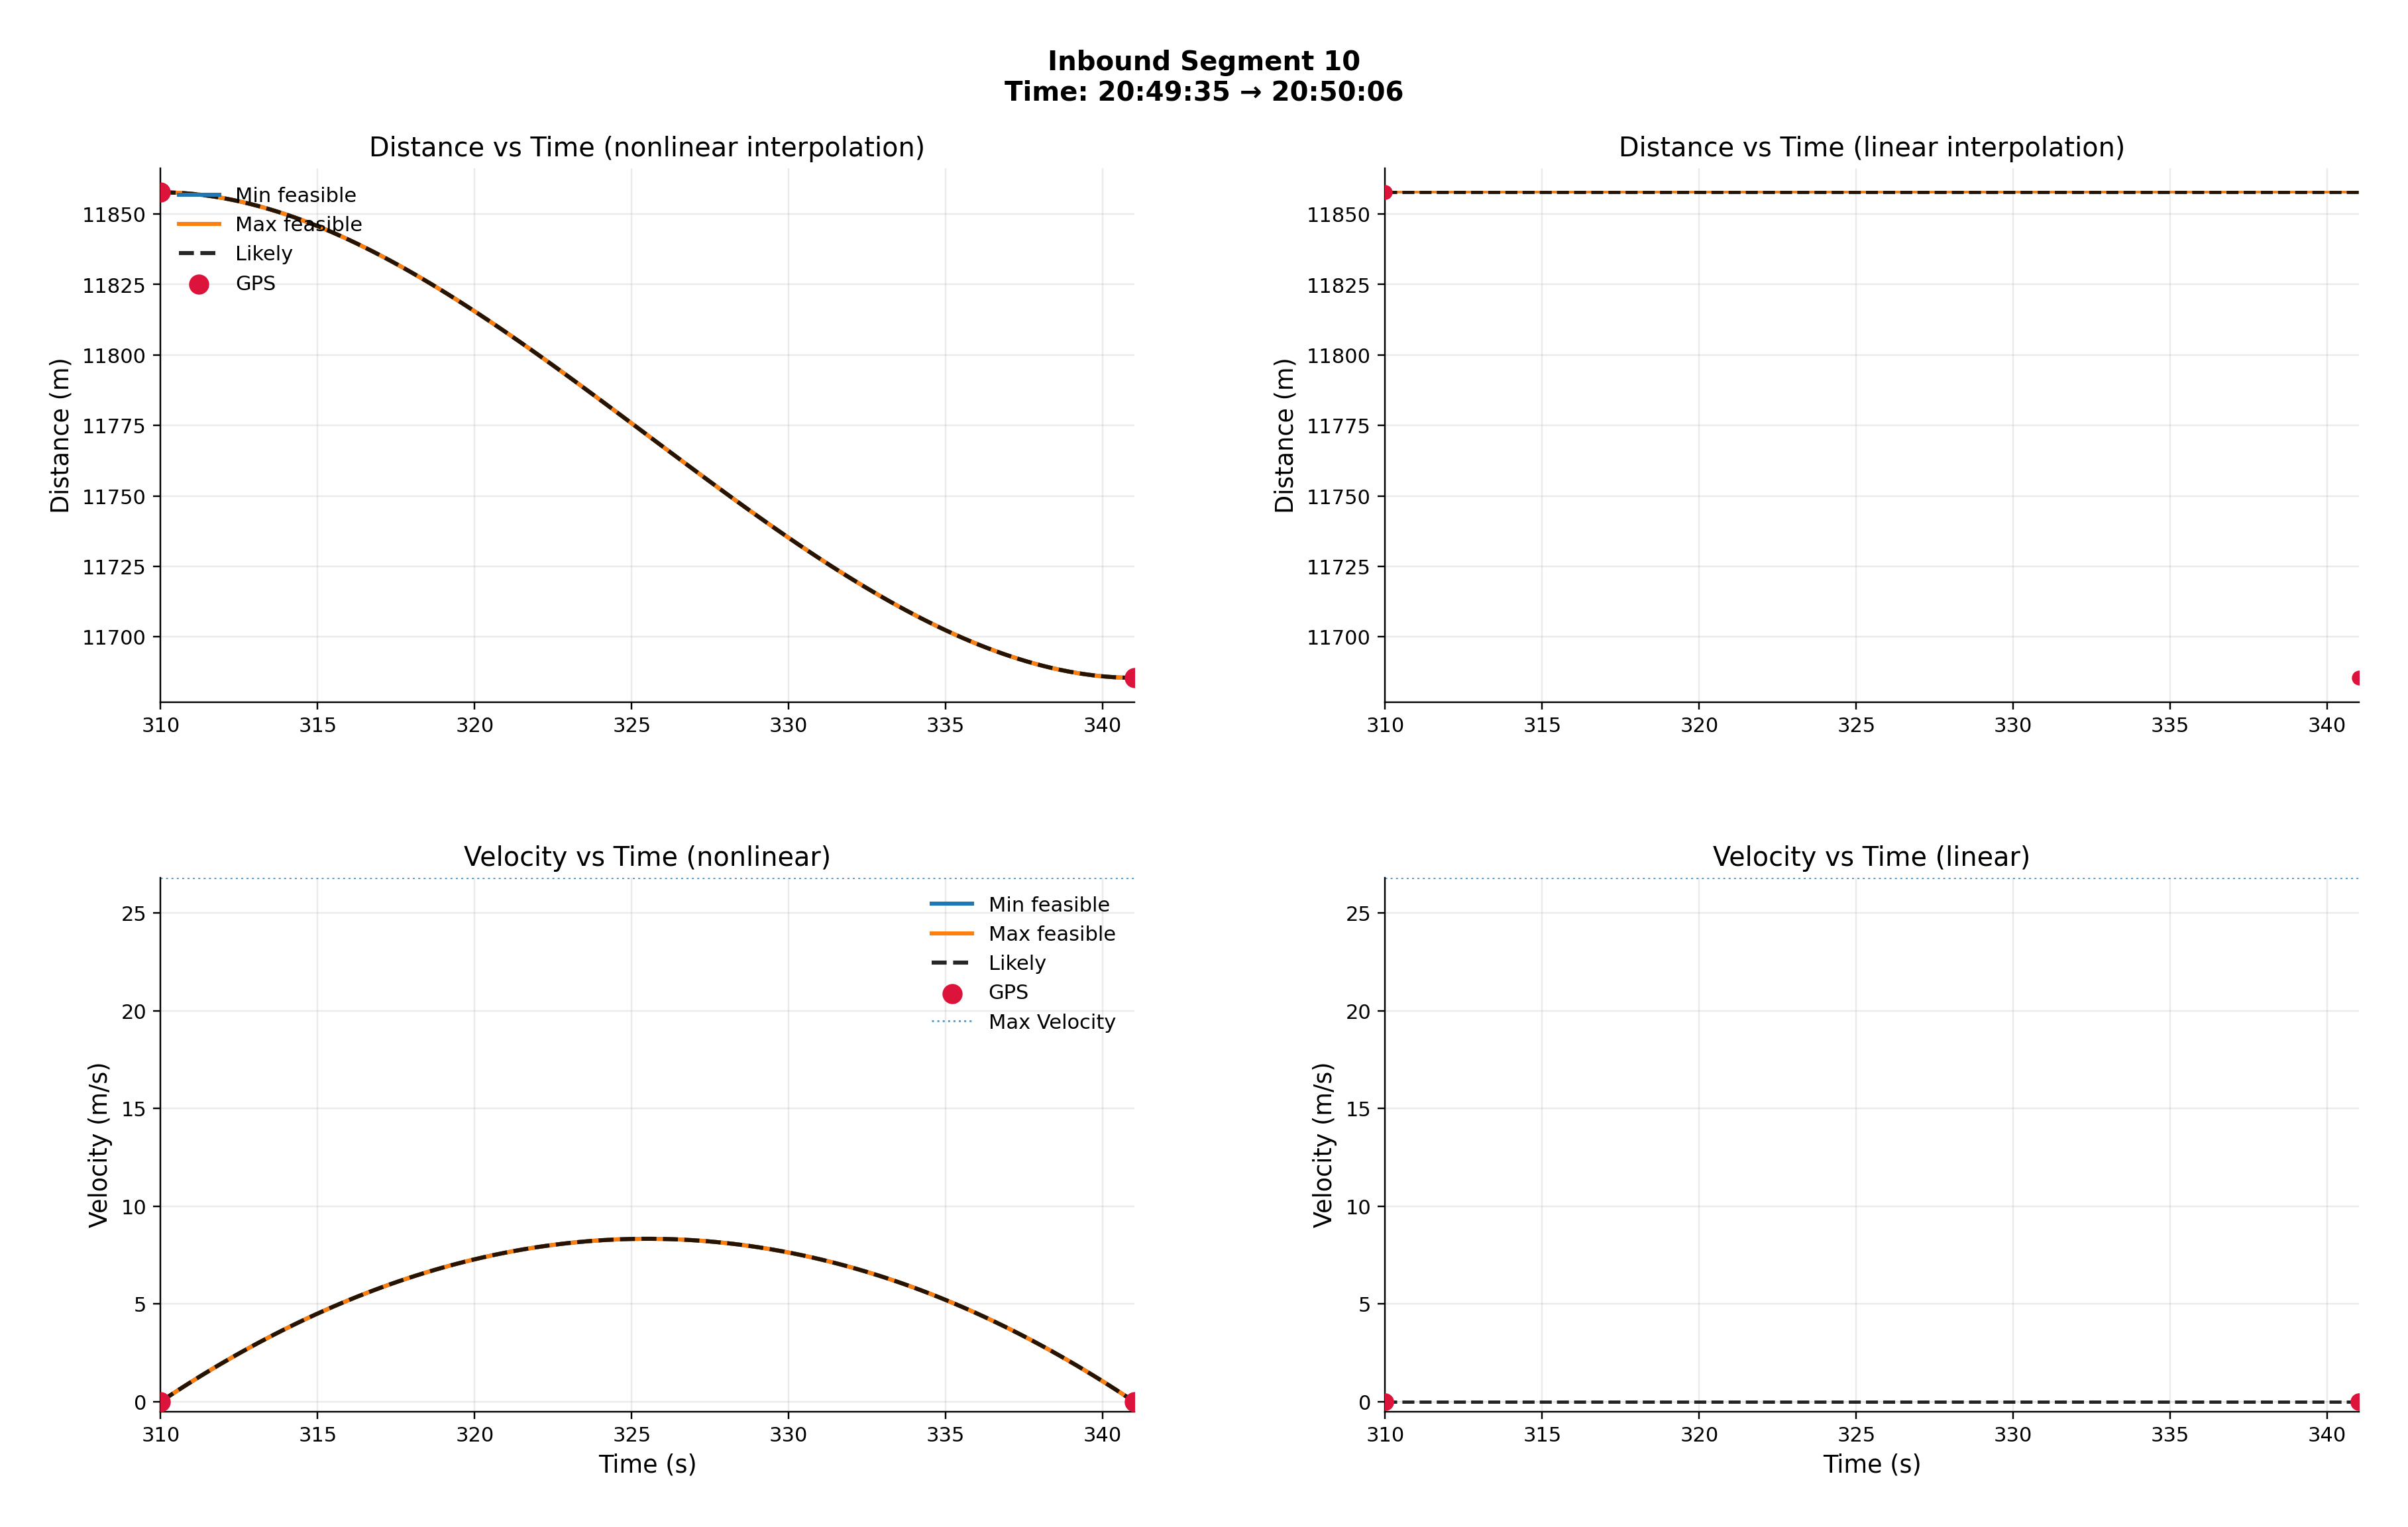 Inbound Segment 10
Time: 20:49:35 → 20:50:06
Distance vs Time (nonlinear interpolation)
Distance (m)
11850
11825
11800
11775
11750
11725
11700
310 315 320 325 330 335 340
Min feasible
Max feasible
Likely
GPS
Distance vs Time (linear interpolation)
Distance (m)
11850
11825
11800
11775
11750
11725
11700
310 315 320 325 330 335 340
Velocity vs Time (nonlinear)
Velocity (m/s)
25
20
15
10
5
0
310 315 320 325 330 335 340
Time (s)
Min feasible
Max feasible
Likely
GPS
Max Velocity
Velocity vs Time (linear)
Velocity (m/s)
25
20
15
10
5
0
310 315 320 325 330 335 340
Time (s)